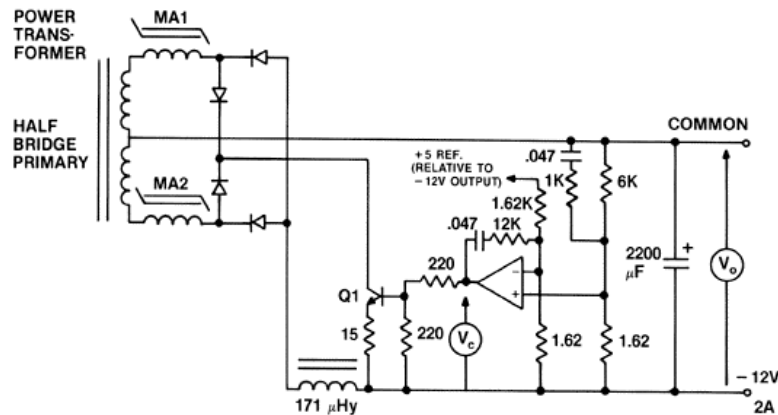 POWER
TRANS-
FORMER
MA1
HALF
BRIDGE
PRIMARY
MA2
COMMON
+5 REF.
(RELATIVE TO
-12V OUTPUT)
.047
1K
6K
1.62K
.047
12K
220
2200
µF
+
Vo
-
+
Q1
15
220
Vc
1.62
1.62
171 µHy
-12V
2A